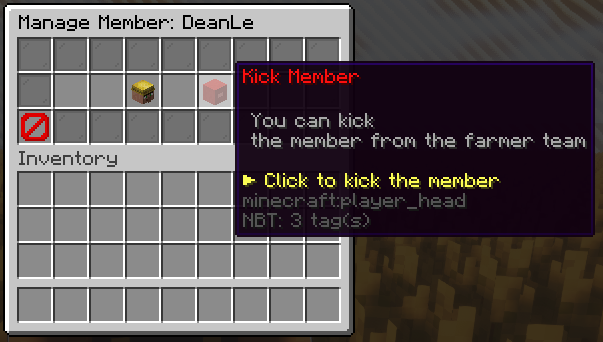 Manage Member: DeanLe
Kick Member
You can kick
the member from the farmer team
► Click to kick the member
minecraft:player_head
NBT: 3 tag(s)
Inventory